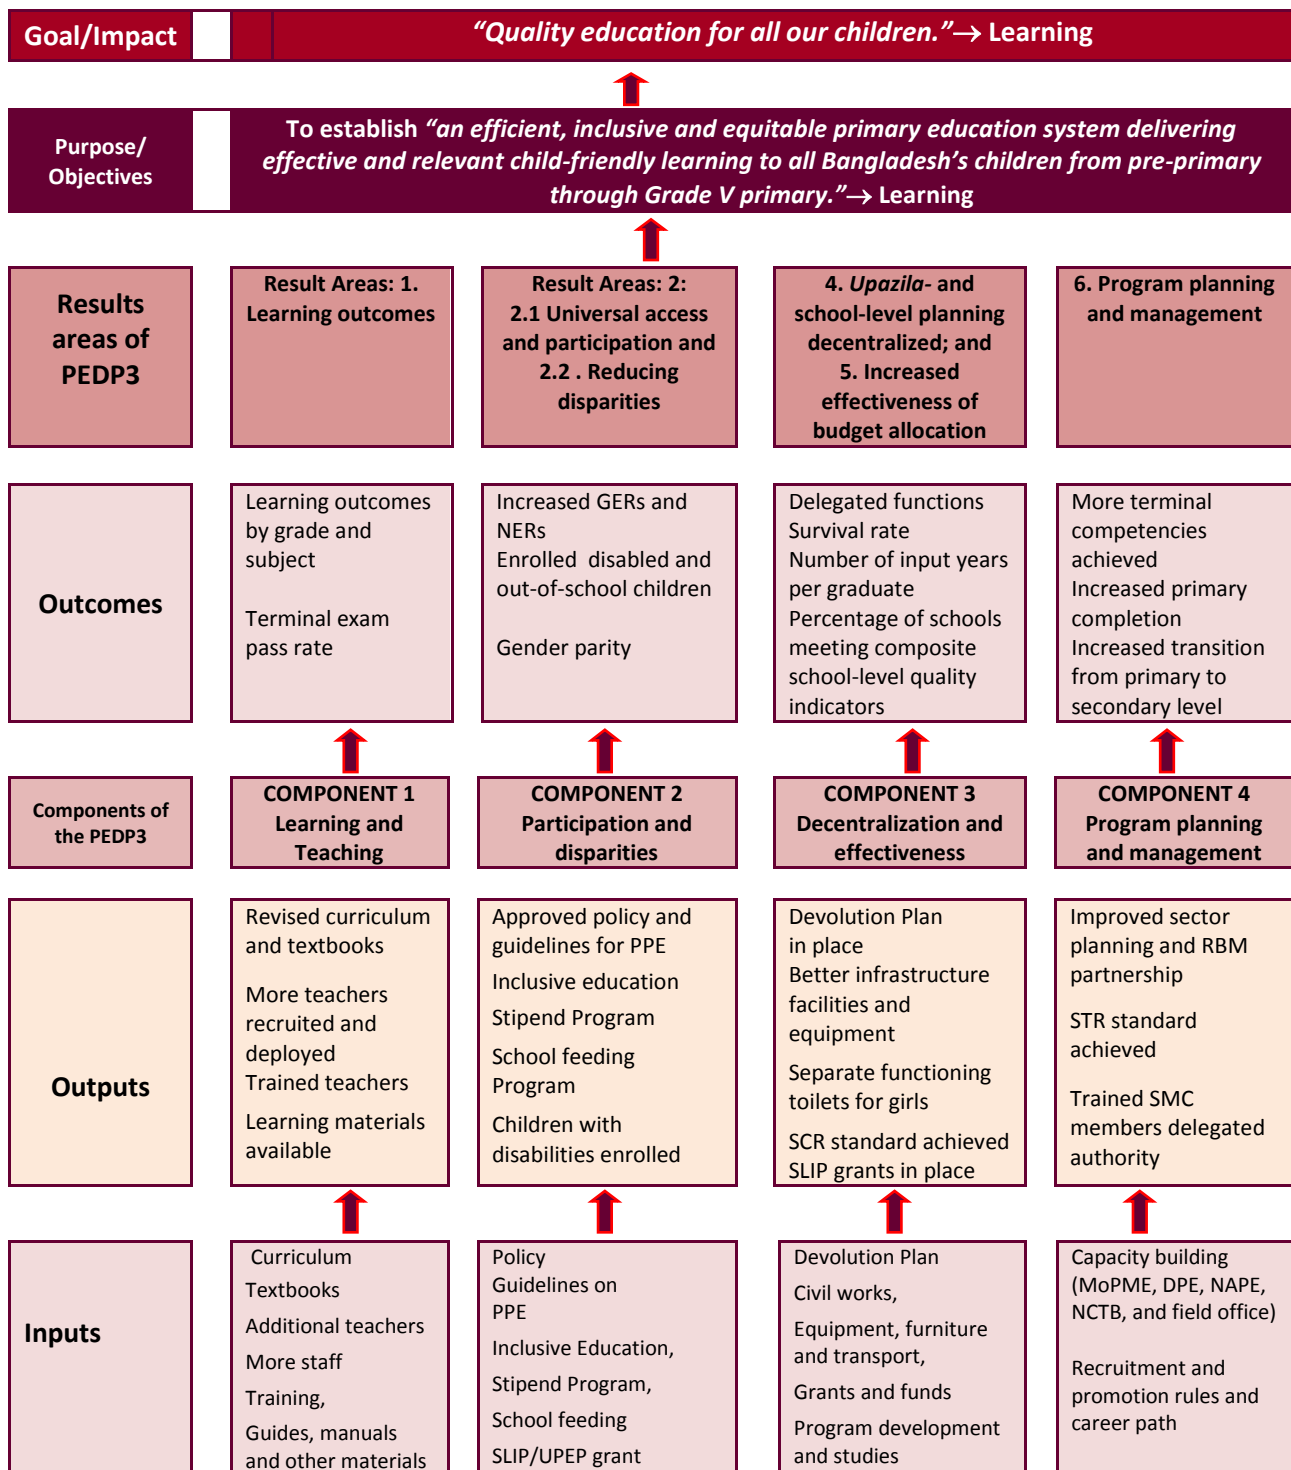 Goal/Impact
“Quality education for all our children.”→ Learning
Purpose/
Objectives
To establish “an efficient, inclusive and equitable primary education system delivering
effective and relevant child-friendly learning to all Bangladesh’s children from pre-primary
through Grade V primary.”→ Learning
Results
areas of
PEDP3
Result Areas: 1.
Learning outcomes
Result Areas: 2:
2.1 Universal access
and participation and
2.2 . Reducing
disparities
4. Upazila- and
school-level planning
decentralized; and
5. Increased
effectiveness of
budget allocation
6. Program planning
and management
Outcomes
Learning outcomes
by grade and
subject
Terminal exam
pass rate
Increased GERs and
NERs
Enrolled disabled and
out-of-school children
Gender parity
Delegated functions
Survival rate
Number of input years
per graduate
Percentage of schools
meeting composite
school-level quality
indicators
More terminal
competencies
achieved
Increased primary
completion
Increased transition
from primary to
secondary level
Components of
the PEDP3
COMPONENT 1
Learning and
Teaching
COMPONENT 2
Participation and
disparities
COMPONENT 3
Decentralization and
effectiveness
COMPONENT 4
Program planning
and management
Outputs
Revised curriculum
and textbooks
More teachers
recruited and
deployed
Trained teachers
Learning materials
available
Approved policy and
guidelines for PPE
Inclusive education
Stipend Program
School feeding
Program
Children with
disabilities enrolled
Devolution Plan
in place
Better infrastructure
facilities and
equipment
Separate functioning
toilets for girls
SCR standard achieved
SLIP grants in place
Improved sector
planning and RBM
partnership
STR standard
achieved
Trained SMC
members delegated
authority
Inputs
Curriculum
Textbooks
Additional teachers
More staff
Training,
Guides, manuals
and other materials
Policy
Guidelines on
PPE
Inclusive Education,
Stipend Program,
School feeding
SLIP/UPEP grant
Devolution Plan
Civil works,
Equipment, furniture
and transport,
Grants and funds
Program development
and studies
Capacity building
(MoPME, DPE, NAPE,
NCTB, and field office)
Recruitment and
promotion rules and
career path